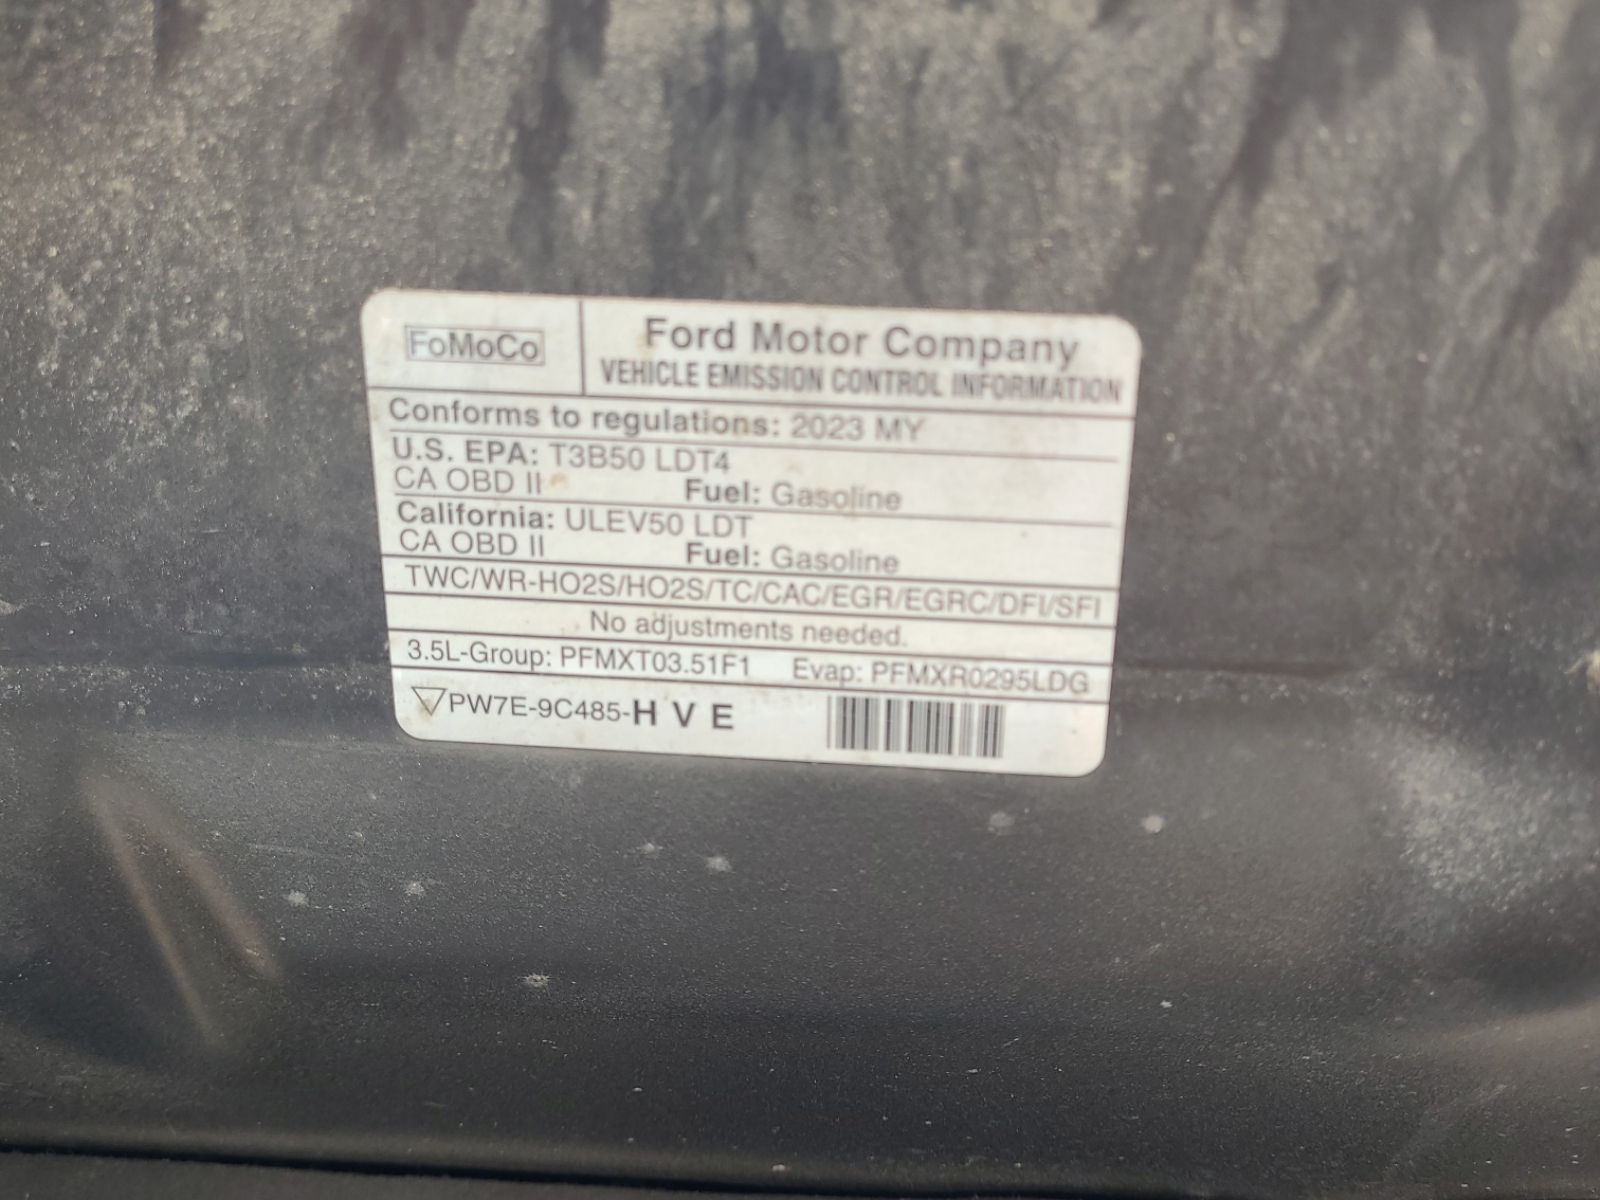 FoMoCo
Ford Motor Company
VEHICLE EMISSION CONTROL INFORMATION
Conforms to regulations: 2023 MY
U.S. EPA: T3B50 LDT4
CA OBD II Fuel: Gasoline
California: ULEV50 LDT
CA OBD II Fuel: Gasoline
TWC/WR-HO2S/HO2S/TC/CAC/EGR/EGRC/DFI/SFI
No adjustments needed.
3.5L-Group: PFMXT03.51F1 Evap: PFMXR0295LDG
PW7E-9C485-H V E